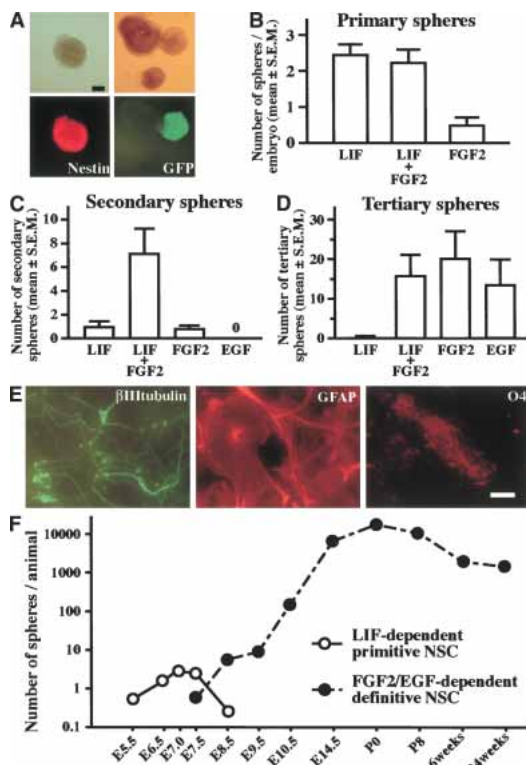 A
Nestin
GFP
B
Primary spheres
Number of spheres /
embryo (mean ± S.E.M.)
3
2
1
0
LIF
LIF
+
FGF2
FGF2
C
Secondary spheres
Number of secondary
spheres (mean ± S.E.M.)
10
8
6
4
2
0
0
LIF
LIF
+
FGF2
FGF2
EGF
D
Tertiary spheres
Number of tertiary
spheres (mean ± S.E.M.)
30
20
10
0
LIF
LIF
+
FGF2
FGF2
EGF
E
βIIItubulin
GFAP
O4
F
Number of spheres / animal
10000
1000
100
10
1
0.1
LIF-dependent
primitive NSC
FGF2/EGF-dependent
definitive NSC
E5.5
E6.5
E7.0
E7.5
E8.5
E9.5
E10.5
E14.5
P0
P8
6weeks
4weeks